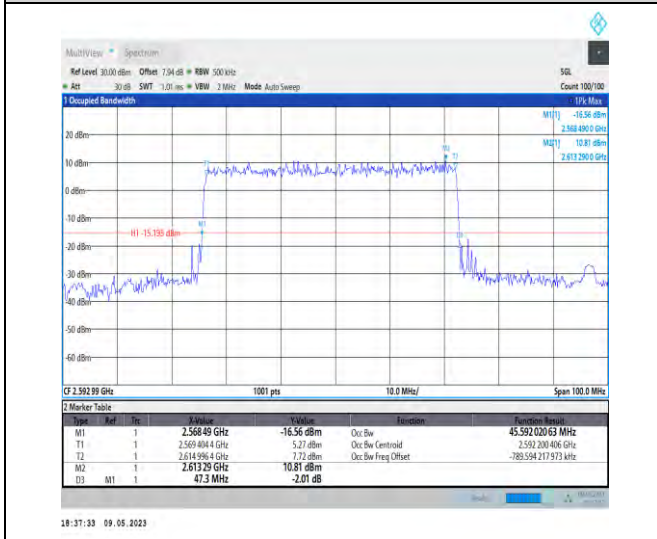 MultiView Spectrum
Ref Level 30.00 dBm Offset 7.94 dB RBW 500 kHz SGL
Att 30 dB SWT 1.01 ms VBW 2 MHz Mode Auto Sweep Count 100/100
1 Occupied Bandwidth 1Pk Max
M1[1] -16.56 dBm
2.568 490 0 GHz
M2[1] 10.81 dBm
2.613 290 0 GHz
20 dBm
10 dBm
0 dBm
-10 dBm
H1 -15.193 dBm
-20 dBm
-30 dBm
-40 dBm
-50 dBm
-60 dBm
M2
T1
T2
M1
CF 2.592 99 GHz 1001 pts 10.0 MHz/ Span 100.0 MHz
2 Marker Table
Type Ref Trc X-Value Y-Value Function Function Result
M1 1 2.568 49 GHz -16.56 dBm Occ Bw 45.592 020 63 MHz
T1 1 2.569 404 4 GHz 5.27 dBm Occ Bw Centroid 2.592 200 406 GHz
T2 1 2.614 996 4 GHz 7.72 dBm Occ Bw Freq Offset -789.594 217 973 kHz
M2 1 2.613 29 GHz 10.81 dBm
D3 M1 1 47.3 MHz -2.01 dB
18:37:33 09.05.2023